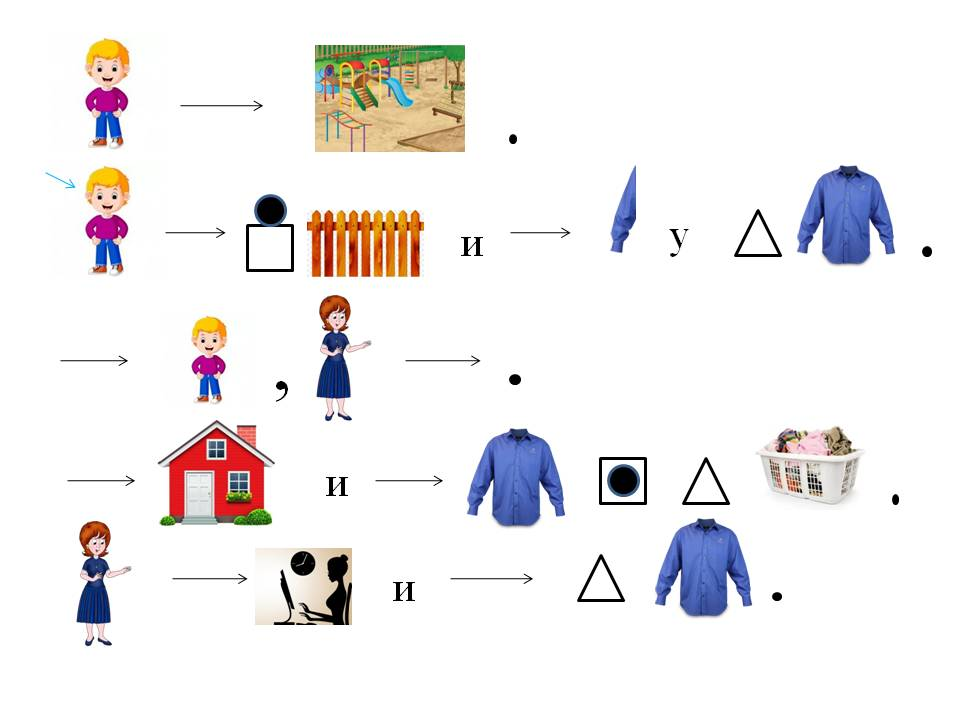 .
и у .
, .
и .
и .